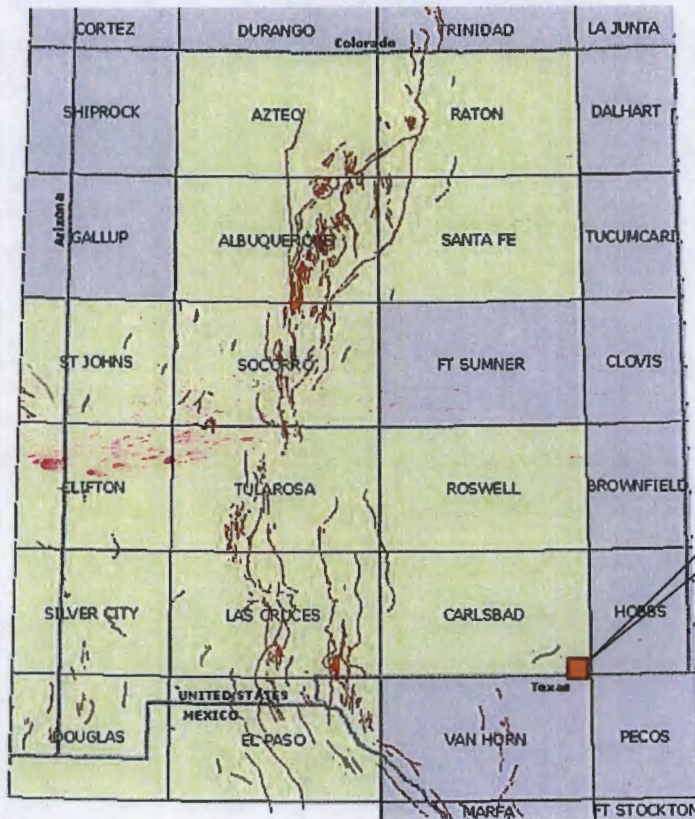 CORTEZ DURANGO TRINIDAD LA JUNTA
Colorado
SHIPROCK AZTEC RATON DALHART
Arizona
GALLUP ALBUQUERQUE SANTA FE TUCUMCARI
ST JOHNS SOCORRO FT SUMNER CLOVIS
CLIFTON TULAROSA ROSWELL BROWNFIELD
SILVER CITY LAS CRUCES CARLSBAD HOBBS
UNITED STATES Texas
MEXICO
DOUGLAS EL PASO VAN HORN PECOS
MARFA FT STOCKTON